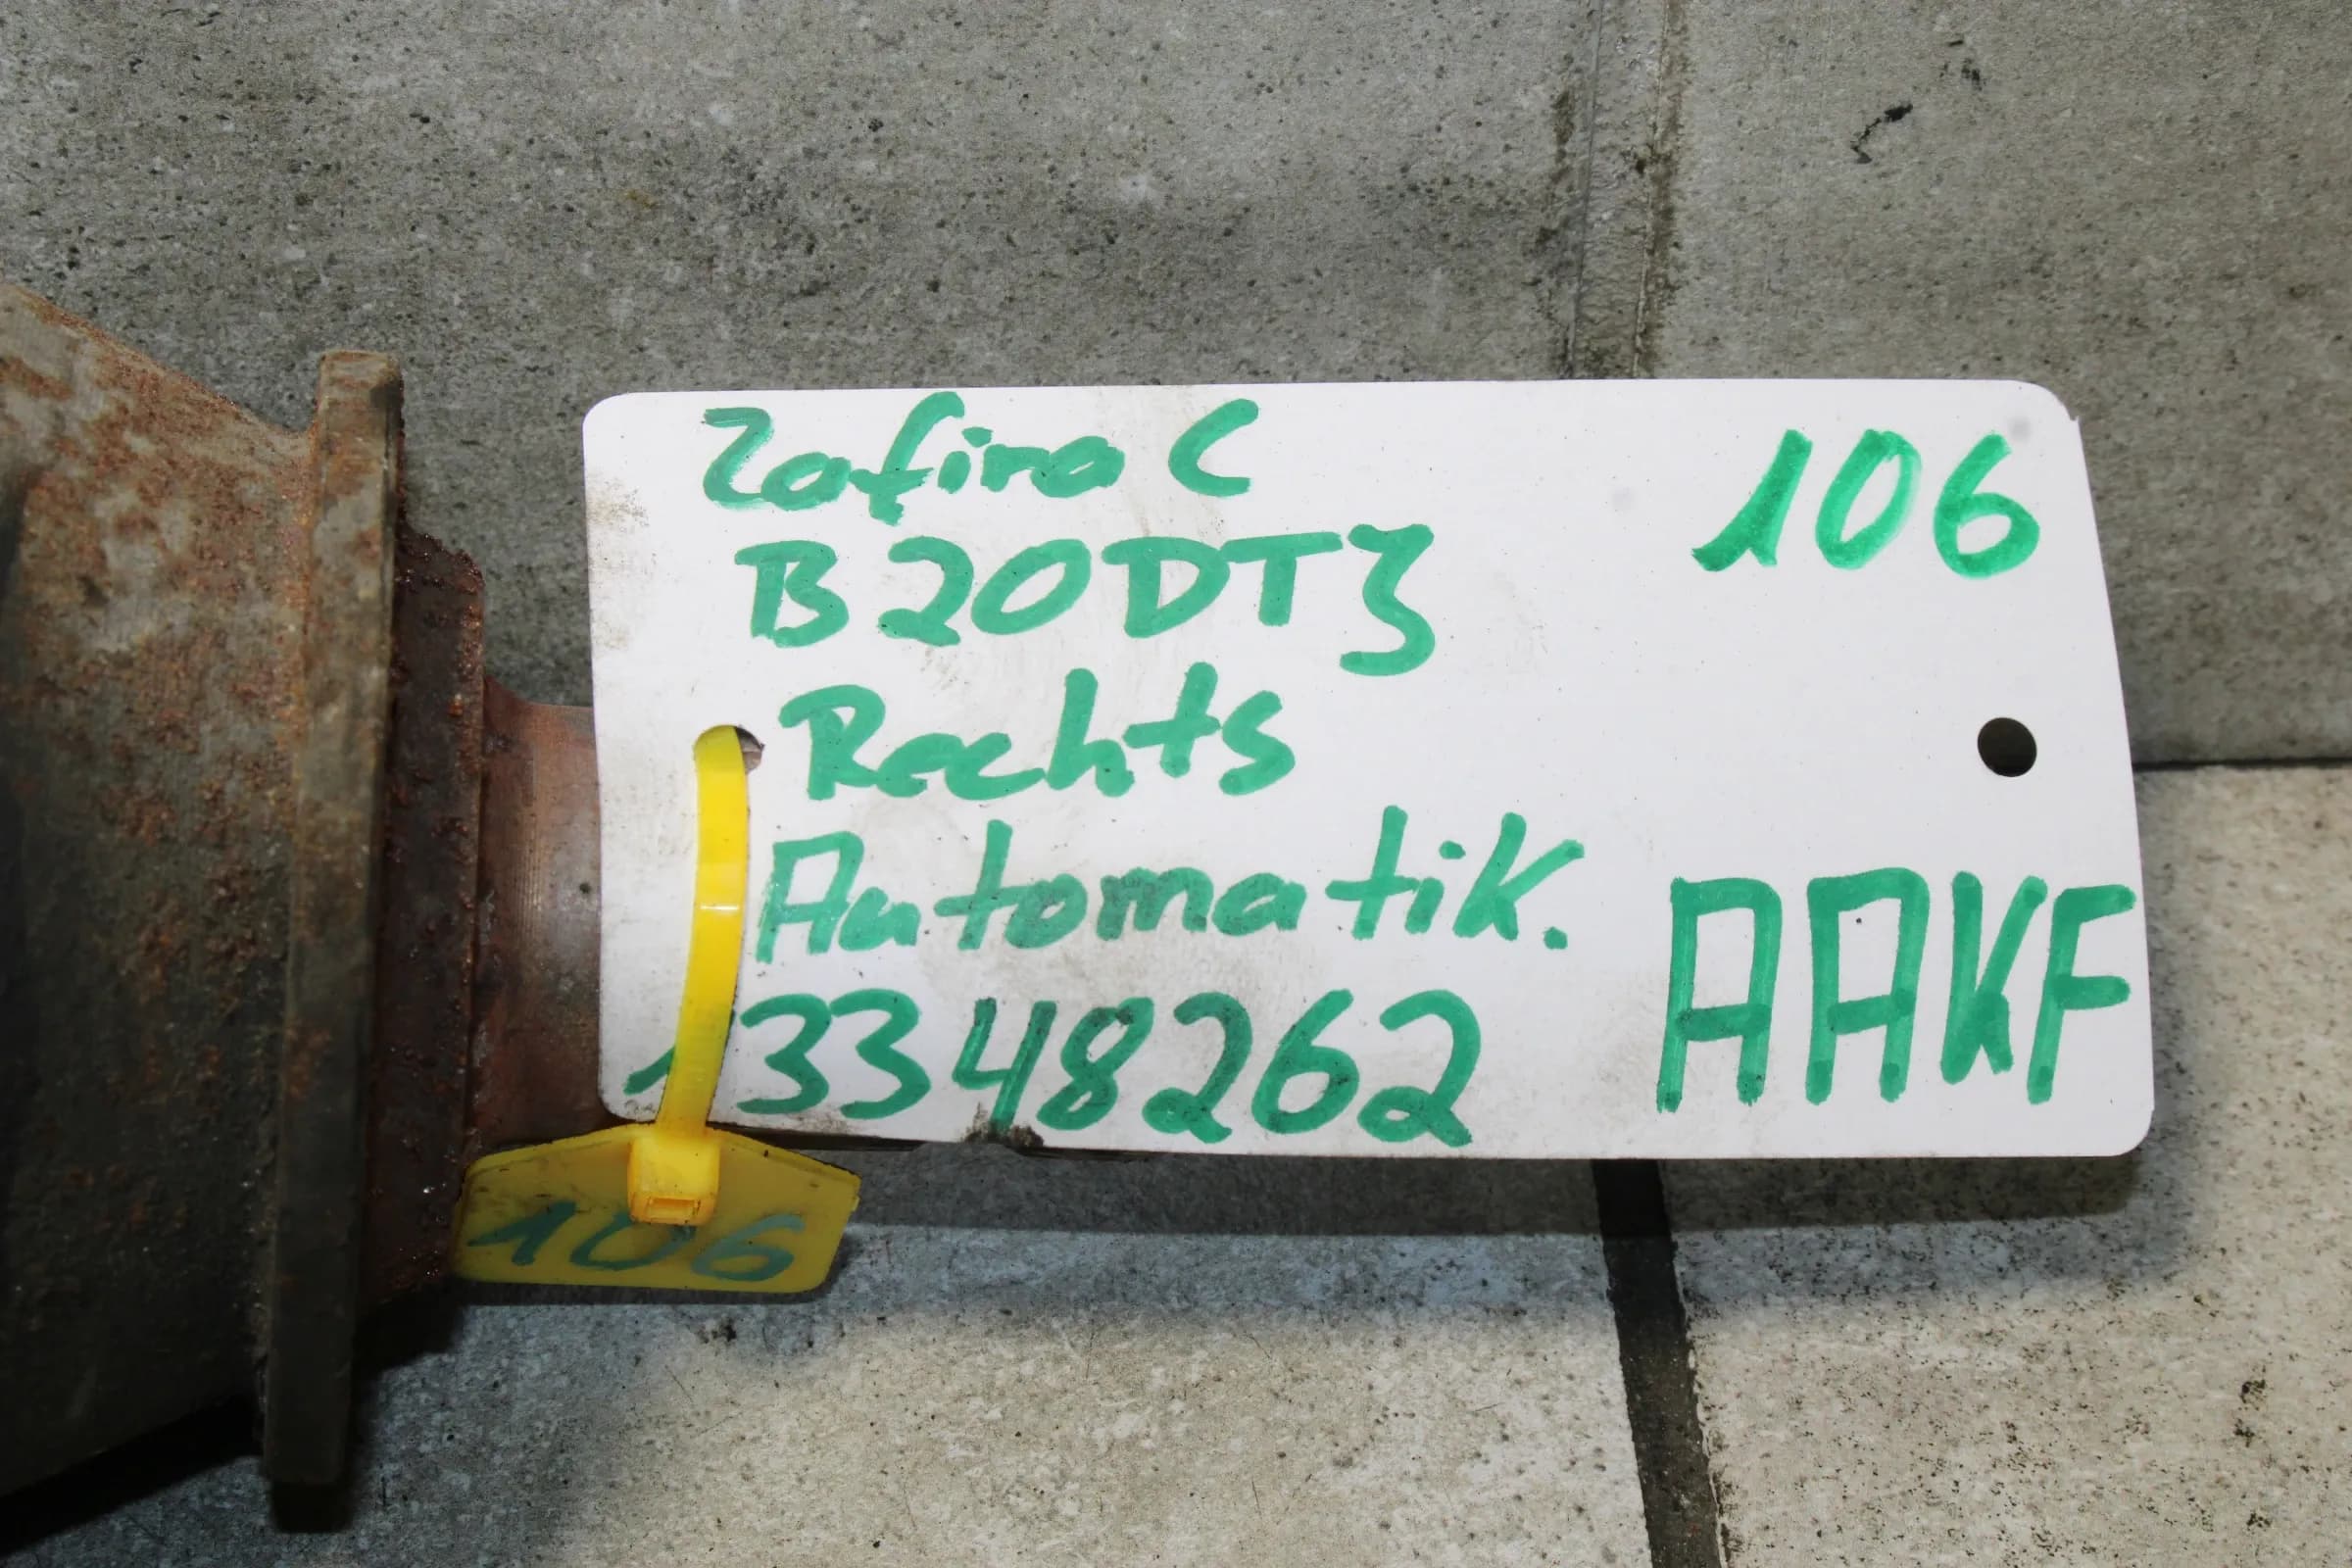 Zafira C
106
B20DTJ
Rechts
Automatik.
13348262
AAKF
106